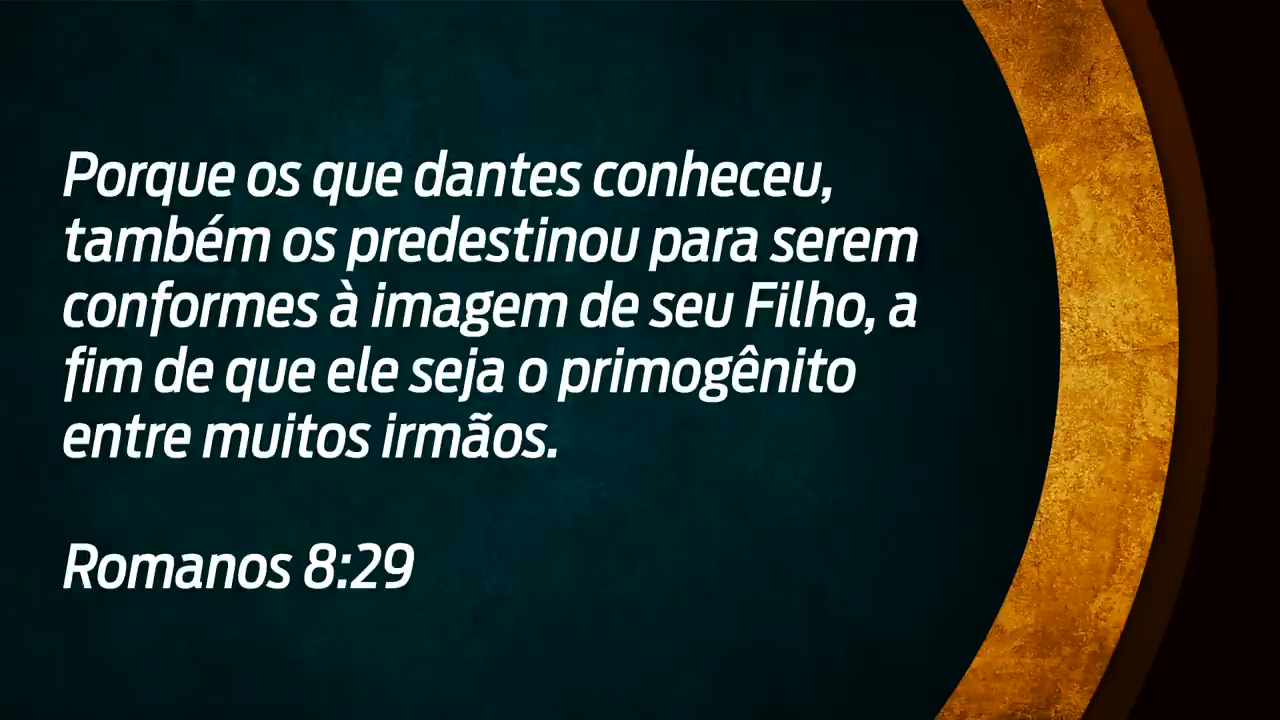 Porque os que dantes conheceu,
também os predestinou para serem
conformes à imagem de seu Filho, a
fim de que ele seja o primogênito
entre muitos irmãos.
Romanos 8:29